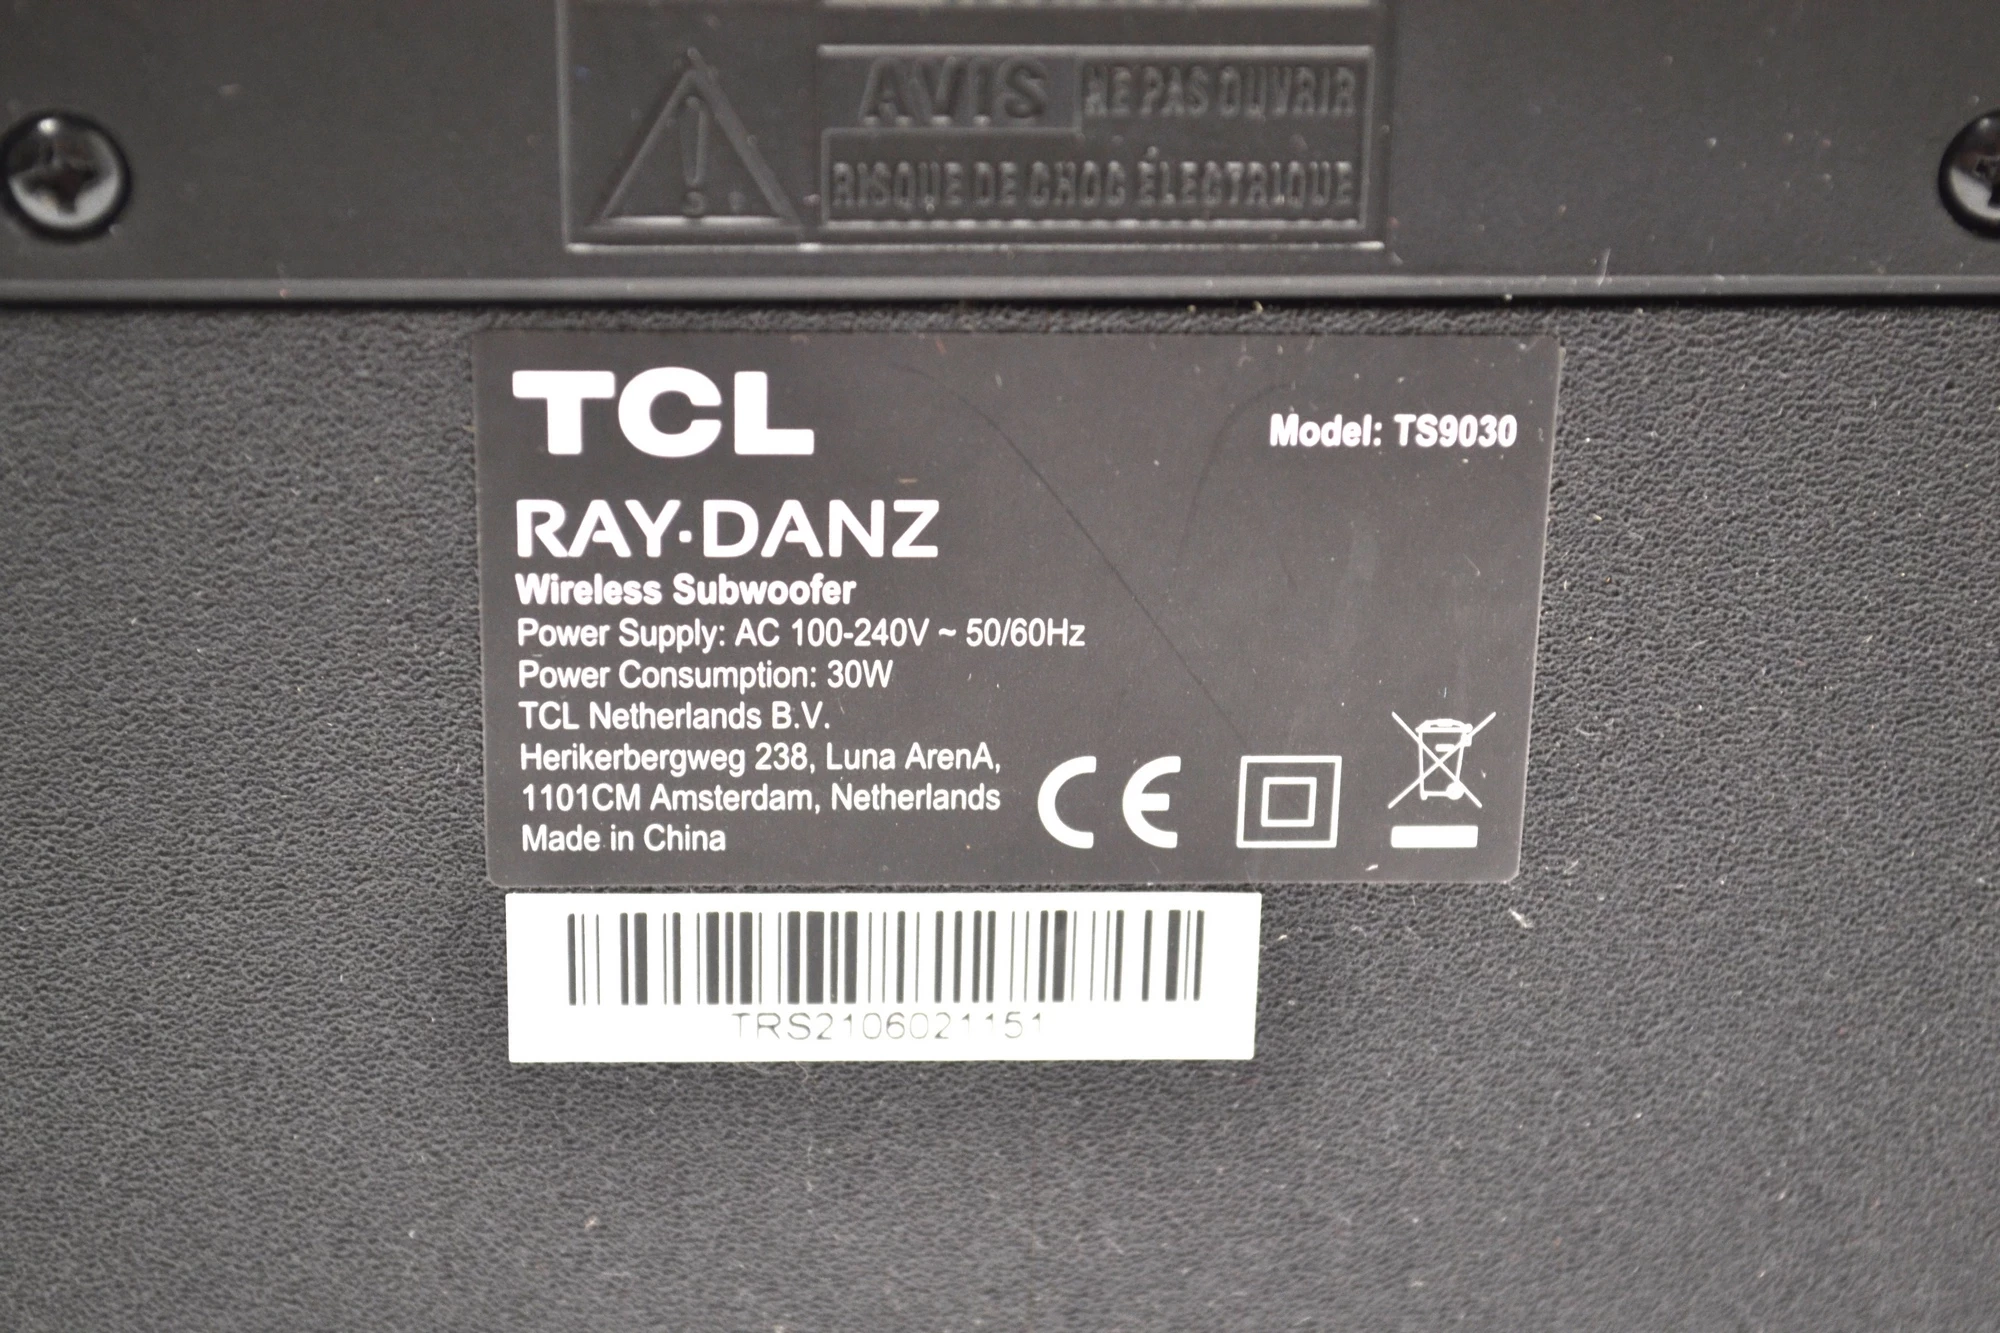 AVIS NE PAS OUVRIR
RISQUE DE CHOC ÉLECTRIQUE
TCL
Model: TS9030
RAY·DANZ
Wireless Subwoofer
Power Supply: AC 100-240V ~ 50/60Hz
Power Consumption: 30W
TCL Netherlands B.V.
Herikerbergweg 238, Luna ArenA,
1101CM Amsterdam, Netherlands
Made in China
CE
TRS2106021151